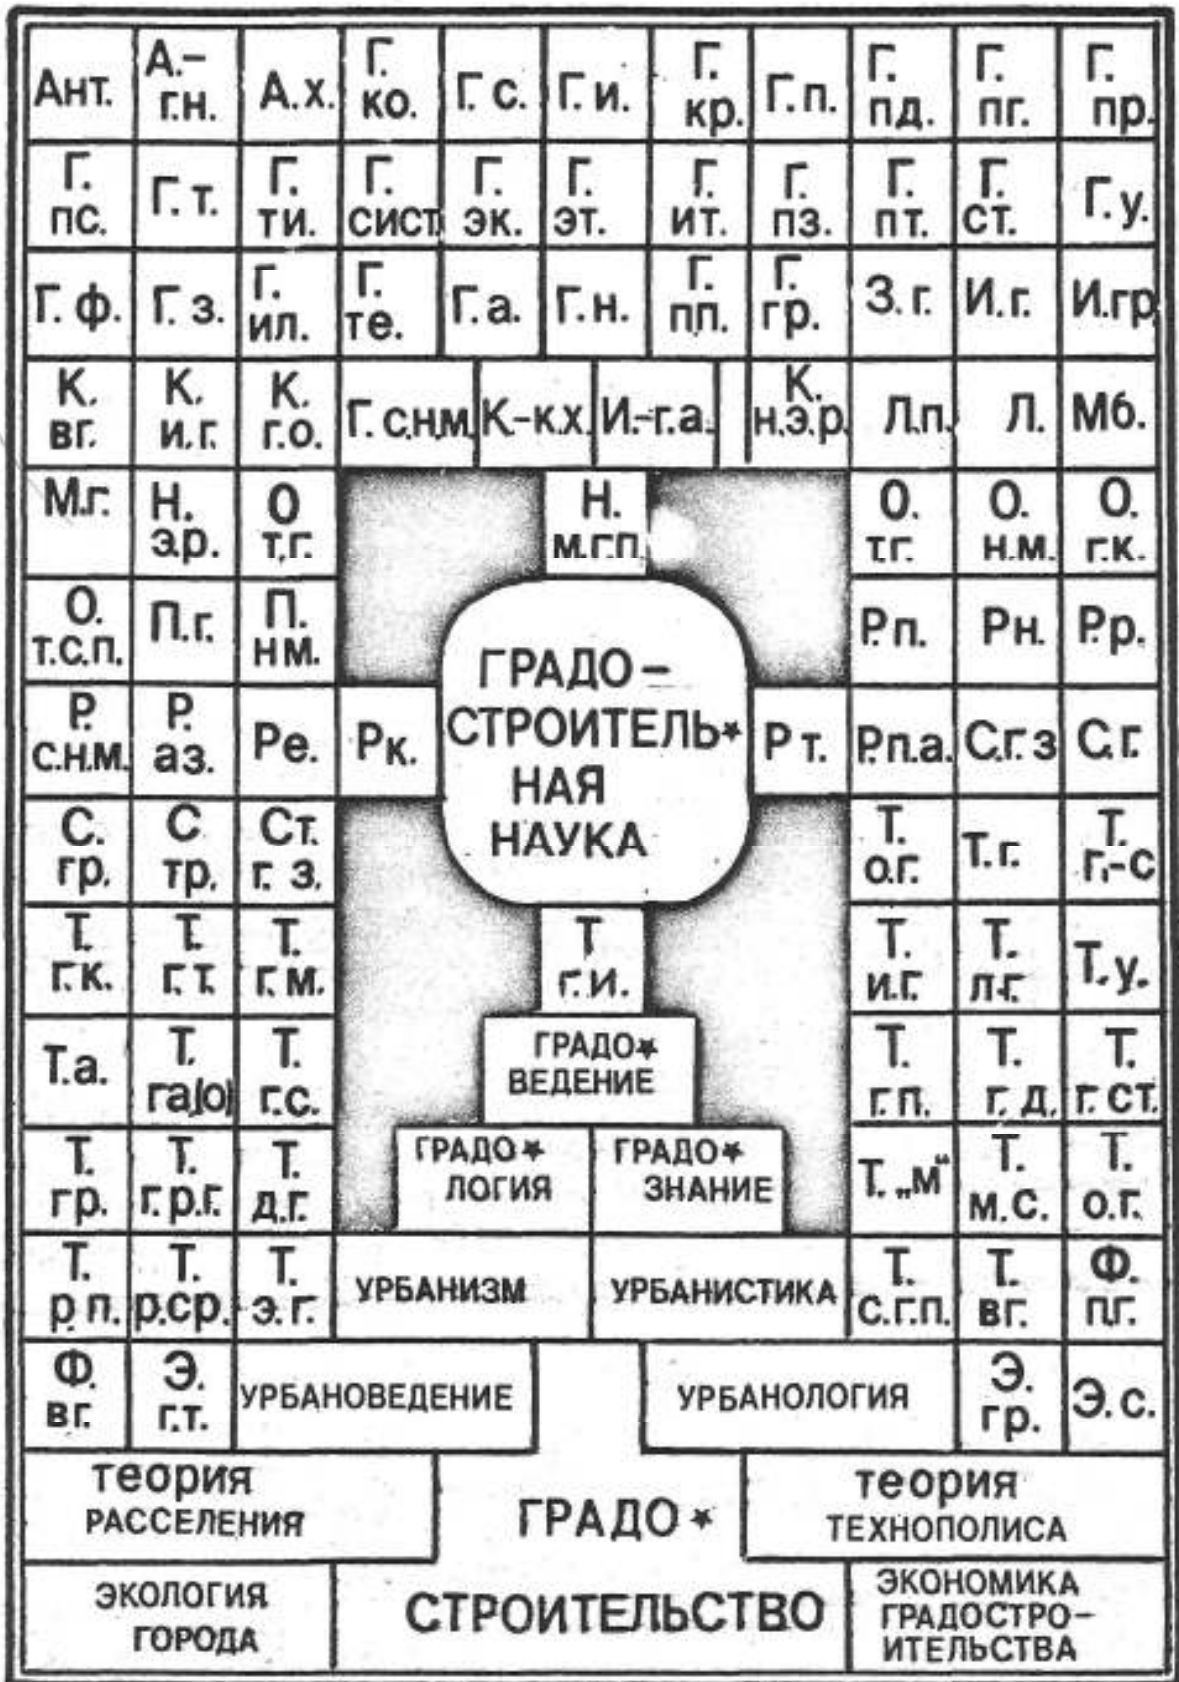 Ант. А.-г.н. А.х. Г. ко. Г. с. Г. и. Г. кр. Г. п. Г. пд. Г. пг. Г. пр.
Г. пс. Г. т. Г. ти. Г. сист. Г. эк. Г. эт. Г. ит. Г. пз. Г. пт. Г. ст. Г. у.
Г. ф. Г. з. Г. ил. Г. те. Г. а. Г. н. Г. пп. Г. гр. З. г. И. г. И.гр.
К. вг. К. и.г. К. г.о. Г. с.н.м. К-к.х. И.-г.а. К. н.э.р. Л.п. Л. Мб.
М.г. Н. э.р. О т.г. Н. м.г.п. О. т.г. О. н.м. О. г.к.
О. т.с.п. П.г. П. нм. Р.п. Рн. Р.р.
Р. с.н.м. Р. аз. Ре. Рк. Рт. Р.п.а. С.г.з С.г.
ГРАДО-
СТРОИТЕЛЬ*
НАЯ
НАУКА
С. гр. С тр. Ст. г. з. Т. о.г. Т.г. Т. г.-с
Т. г.к. Т. г.т. Т. г.м. Т г.и. Т. и.г. Т. л-г. Т.у.
Т.а. Т. га(о) Т. г.с. ГРАДО* ВЕДЕНИЕ Т. г.п. Т. г.д. Т. г.ст.
Т. гр. Т. г.р.г. Т. д.г. ГРАДО* ЛОГИЯ ГРАДО* ЗНАНИЕ Т. „м“ Т. м.с. Т. о.г.
Т. р.п. Т. р.ср. Т. э.г. УРБАНИЗМ УРБАНИСТИКА Т. с.г.п. Т. вг. Ф. п.г.
Ф. вг. Э. г.т. УРБАНОВЕДЕНИЕ УРБАНОЛОГИЯ Э. гр. Э.с.
теория
РАССЕЛЕНИЯ
ГРАДО*
теория
ТЕХНОПОЛИСА
ЭКОЛОГИЯ
ГОРОДА
СТРОИТЕЛЬСТВО
ЭКОНОМИКА
ГРАДОСТРО-
ИТЕЛЬСТВА